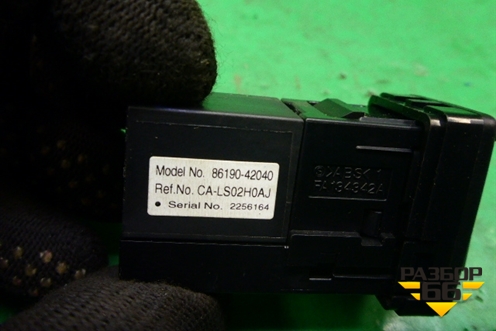 Model No. 86190-42040
Ref.No. CA-LS02H0AJ
• Serial No. 2256164
РАЗБОР
66